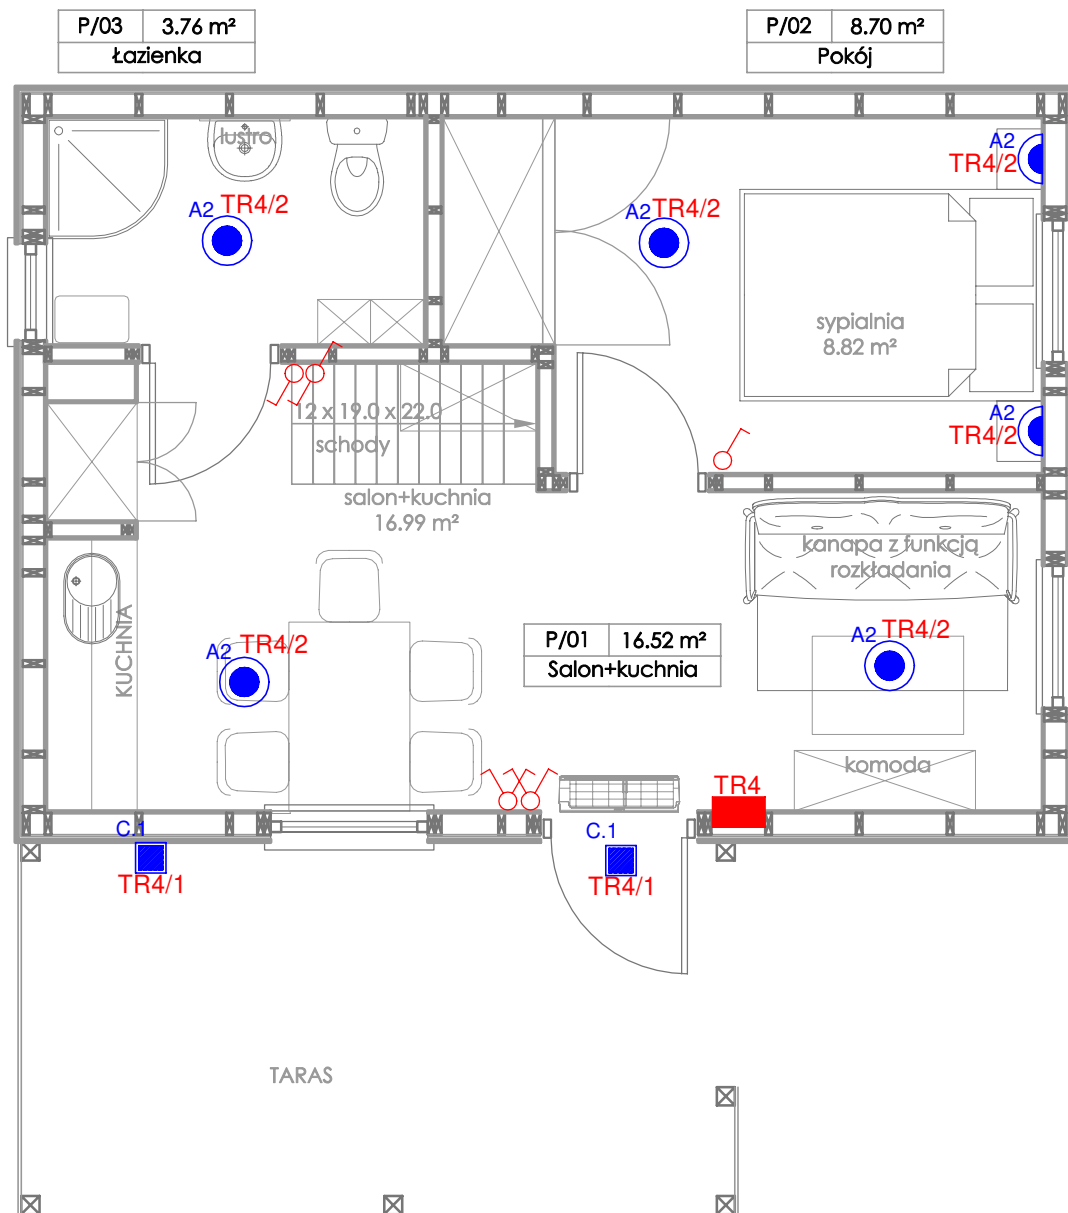 P/03 3.76 m²
Łazienka
P/02 8.70 m²
Pokój
lustro
A2
TR4/2
A2 TR4/2
A2 TR4/2
sypialnia
8.82 m²
12 x 19.0 x 22.0
schody
A2
TR4/2
salon+kuchnia
16.99 m²
kanapa z funkcją
rozkładania
KUCHNIA
A2 TR4/2
P/01 16.52 m²
Salon+kuchnia
A2 TR4/2
komoda
TR4
C.1
TR4/1
C.1
TR4/1
TARAS